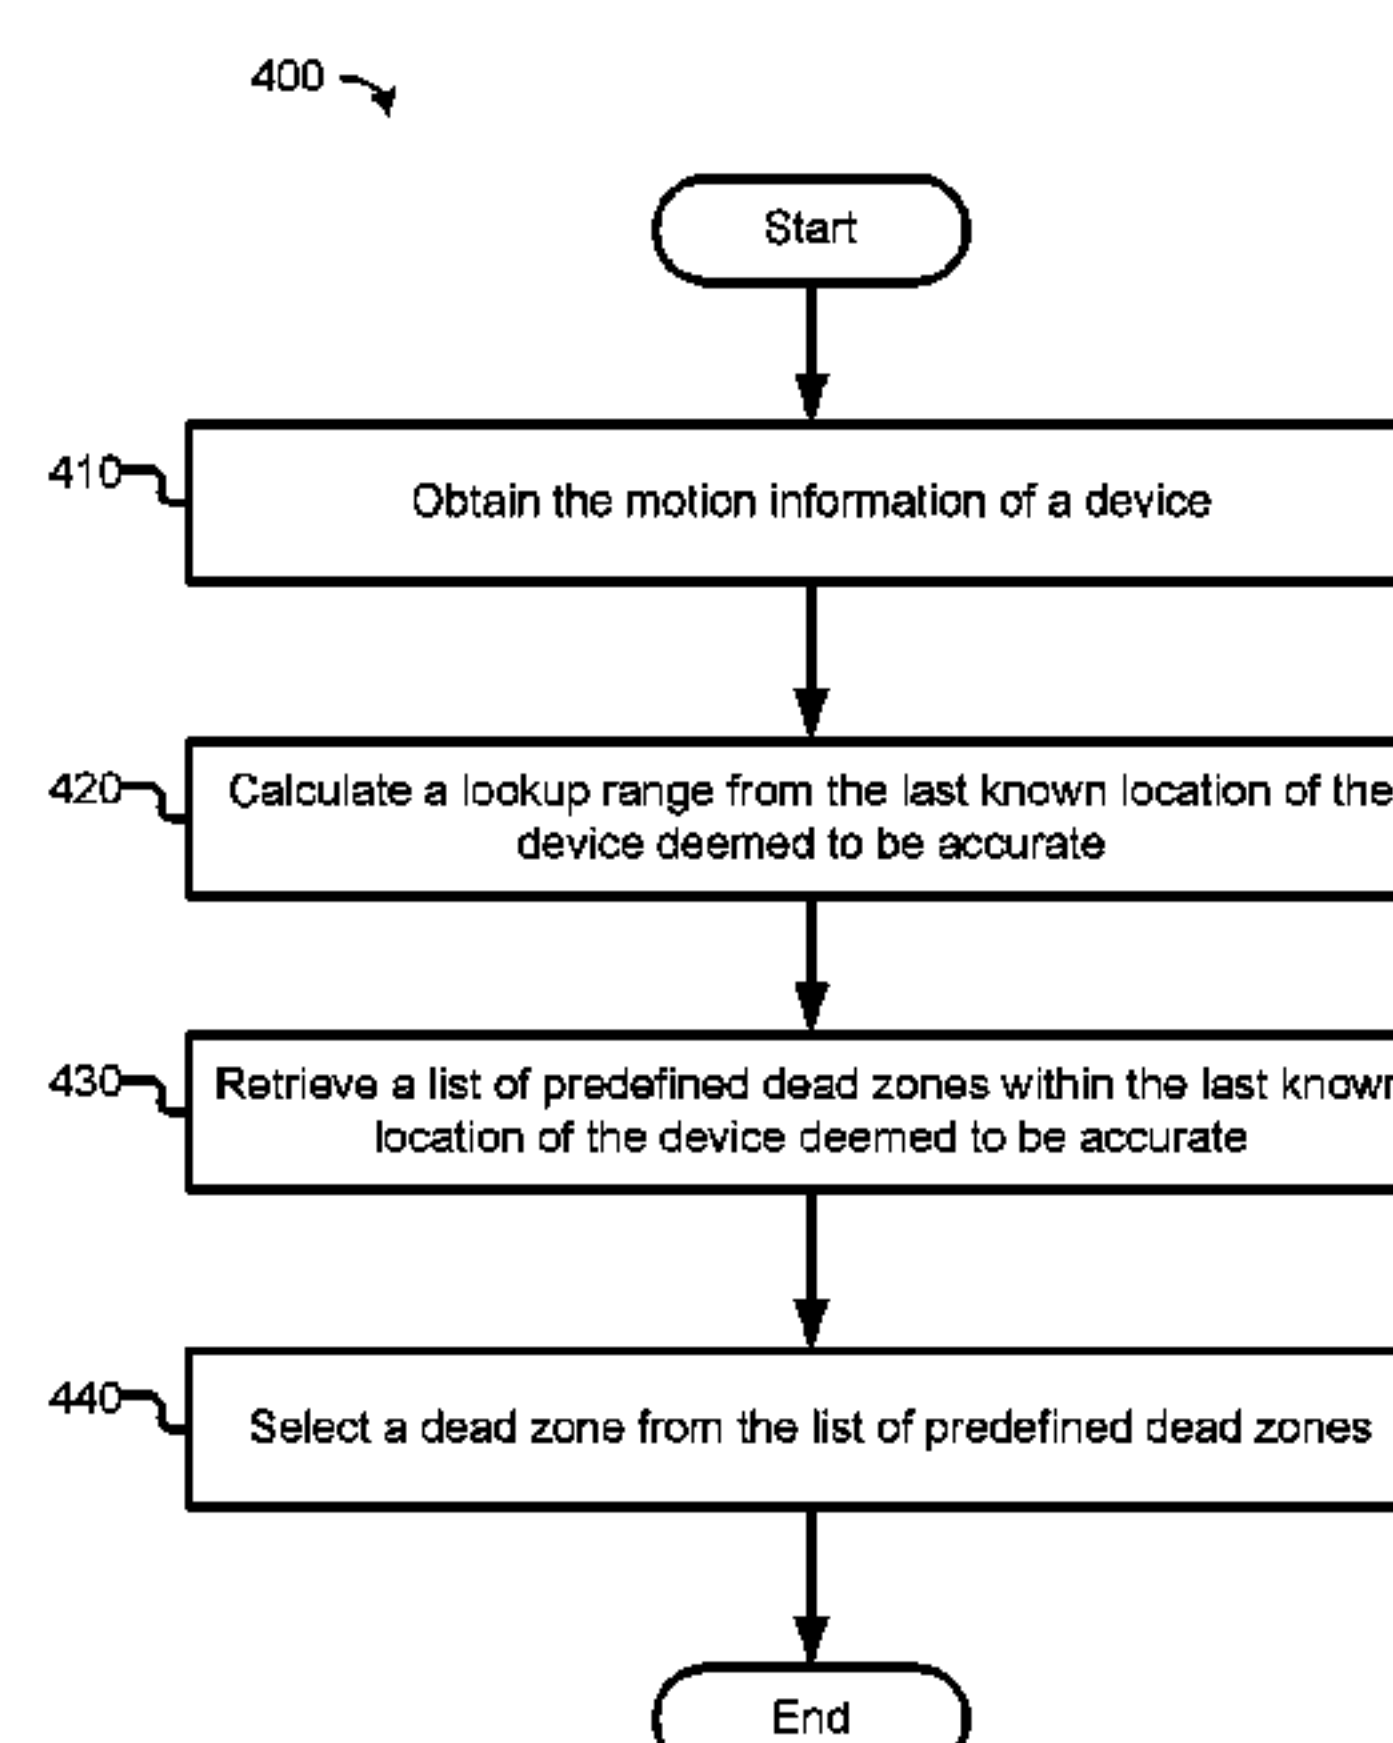 400
Start
410
Obtain the motion information of a device
420
Calculate a lookup range from the last known location of the
device deemed to be accurate
430
Retrieve a list of predefined dead zones within the last known
location of the device deemed to be accurate
440
Select a dead zone from the list of predefined dead zones
End